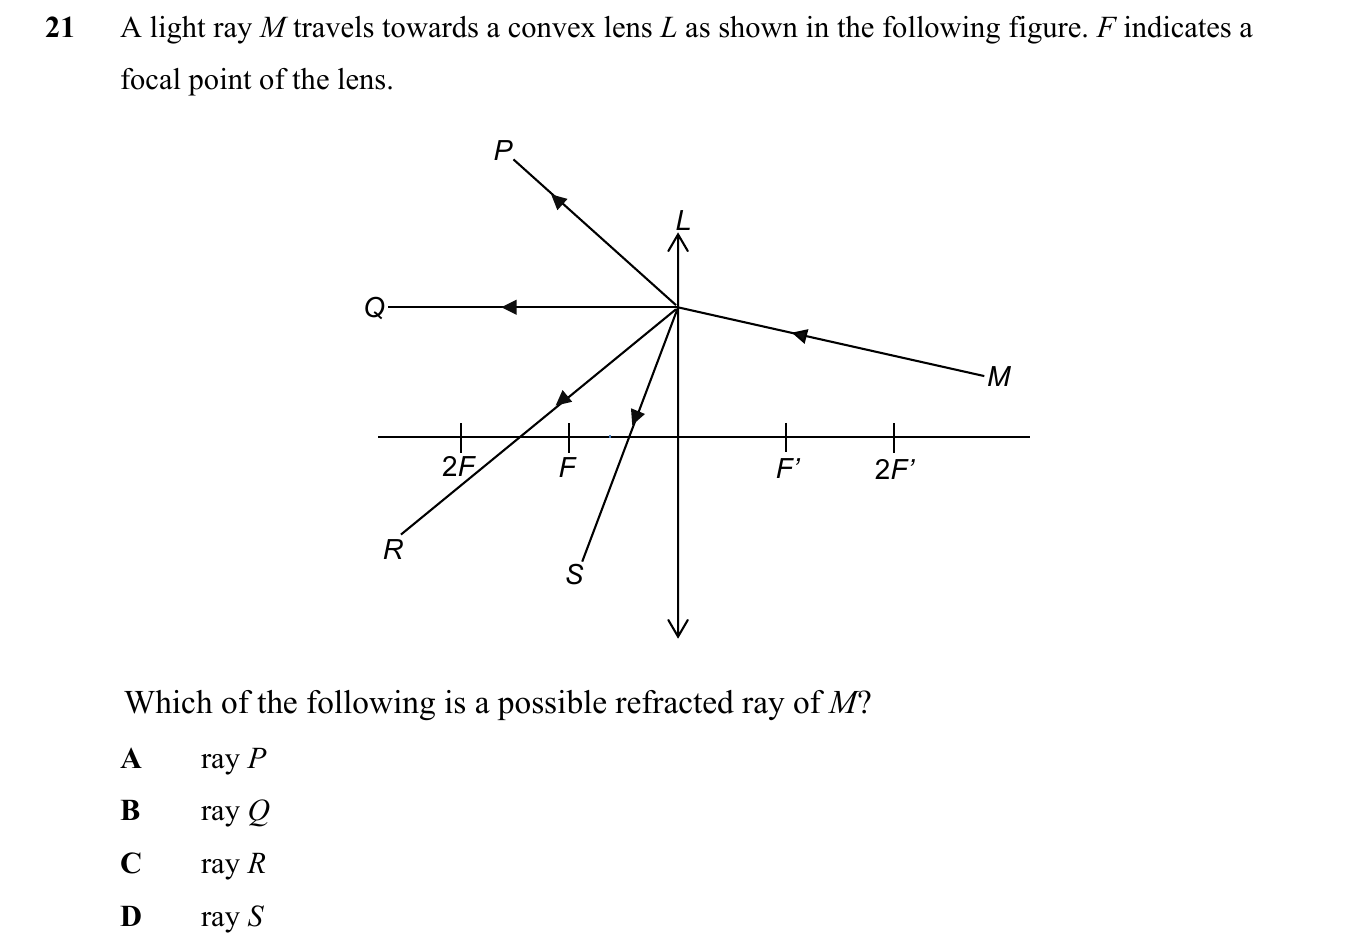 21 A light ray M travels towards a convex lens L as shown in the following figure. F indicates a
focal point of the lens.
P
L
Q
M
2F
F
F’
2F’
R
S
Which of the following is a possible refracted ray of M?
A ray P
B ray Q
C ray R
D ray S